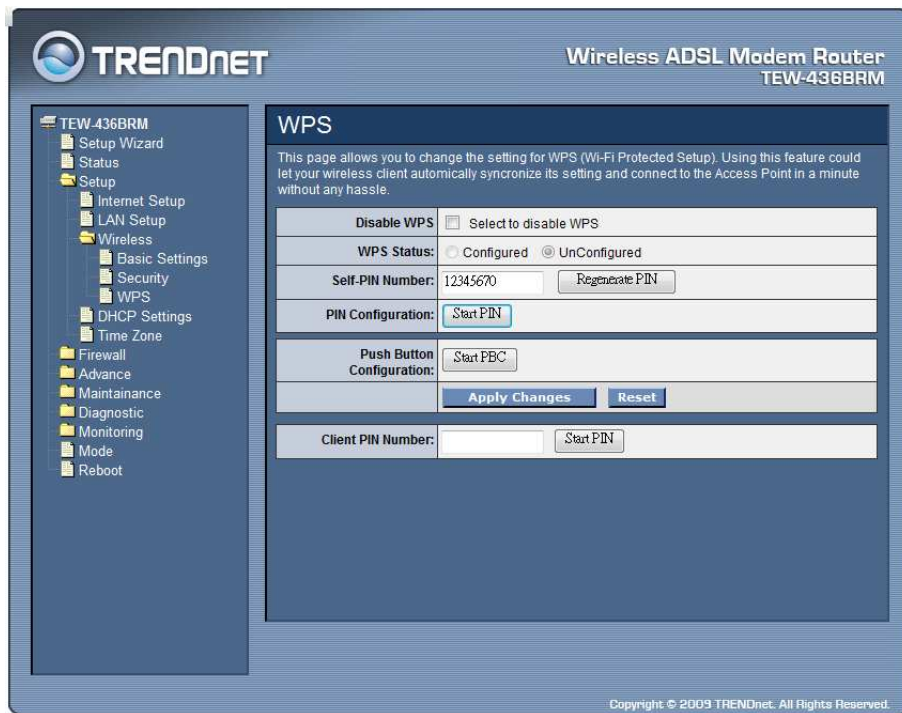 TRENDNET
Wireless ADSL Modem Router
TEW-436BRM
TEW-436BRM
Setup Wizard
Status
Setup
Internet Setup
LAN Setup
Wireless
Basic Settings
Security
WPS
DHCP Settings
Time Zone
Firewall
Advance
Maintainance
Diagnostic
Monitoring
Mode
Reboot
WPS
This page allows you to change the setting for WPS (Wi-Fi Protected Setup). Using this feature could
let your wireless client automically syncronize its setting and connect to the Access Point in a minute
without any hassle.
Disable WPS Select to disable WPS
WPS Status: Configured UnConfigured
Self-PIN Number: 12345670 Regenerate PIN
PIN Configuration: Start PIN
Push Button
Configuration: Start PBC
Apply Changes Reset
Client PIN Number: Start PIN
Copyright © 2009 TRENDnet. All Rights Reserved.